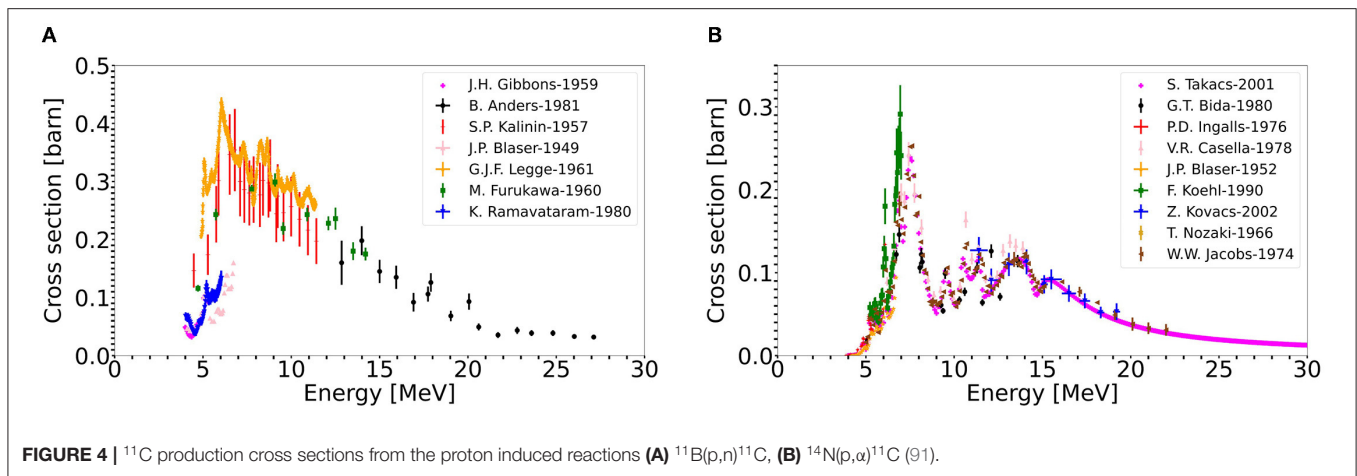 A
Cross section [barn]
0.5
0.4
0.3
0.2
0.1
0.0
0 5 10 15 20 25 30
Energy [MeV]
J.H. Gibbons-1959
B. Anders-1981
S.P. Kalinin-1957
J.P. Blaser-1949
G.J.F. Legge-1961
M. Furukawa-1960
K. Ramavataram-1980
B
Cross section [barn]
0.3
0.2
0.1
0.0
0 5 10 15 20 25 30
Energy [MeV]
S. Takacs-2001
G.T. Bida-1980
P.D. Ingalls-1976
V.R. Casella-1978
J.P. Blaser-1952
F. Koehl-1990
Z. Kovacs-2002
T. Nozaki-1966
W.W. Jacobs-1974
FIGURE 4 | ¹¹C production cross sections from the proton induced reactions (A) ¹¹B(p,n)¹¹C, (B) ¹⁴N(p,α)¹¹C (91).